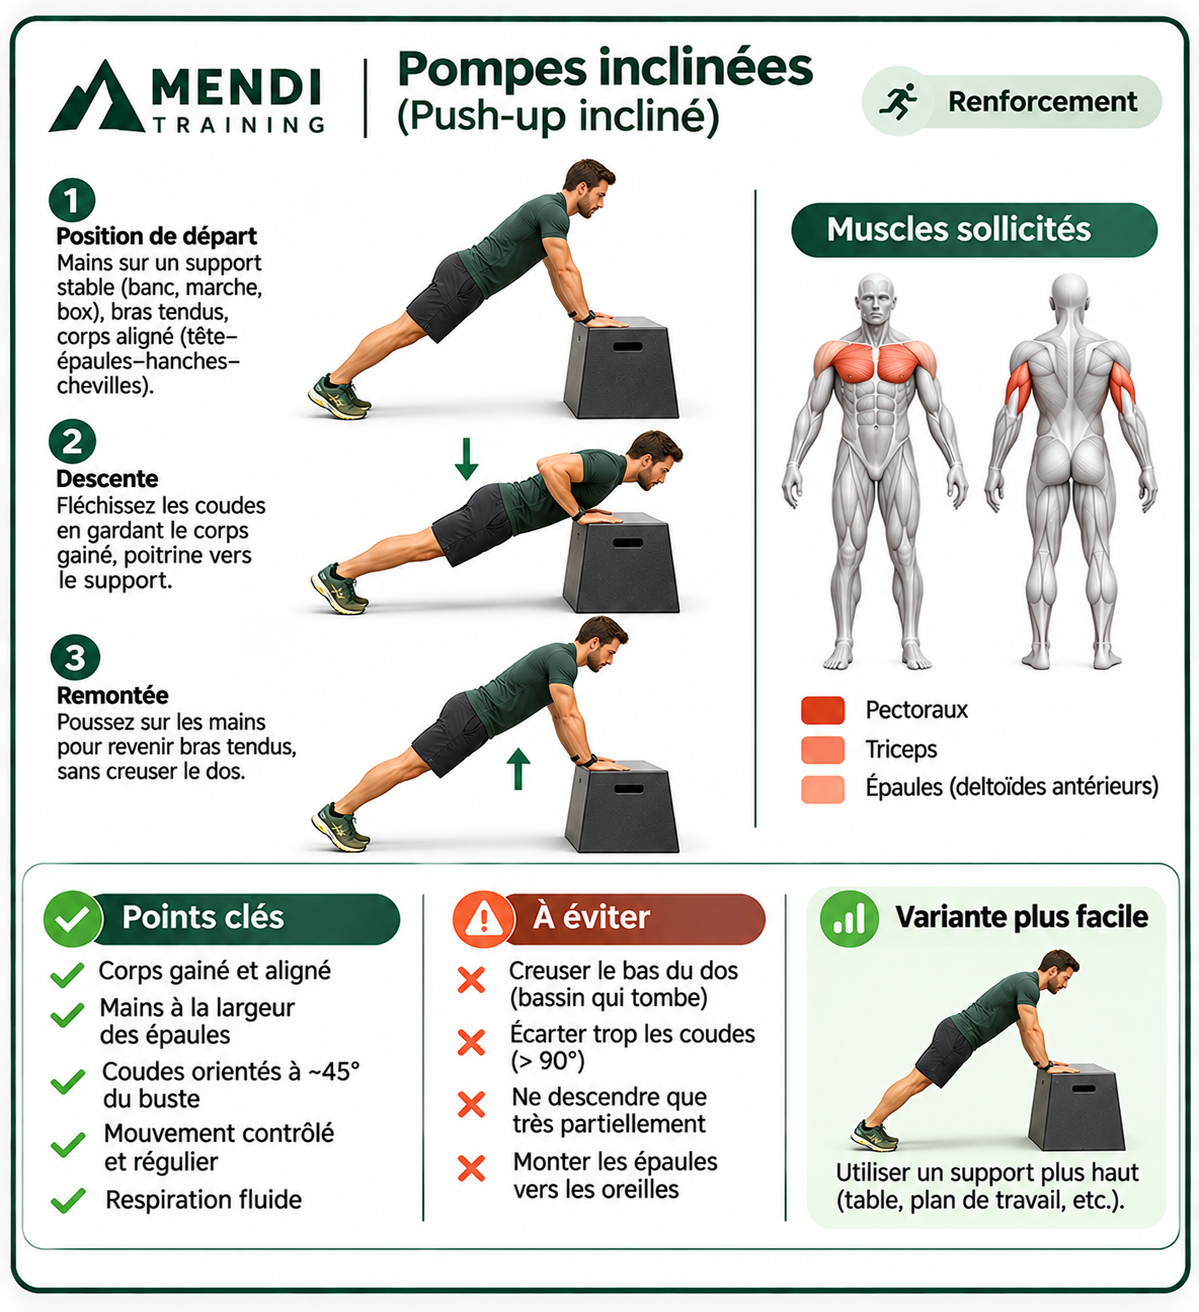 MENDI
TRAINING
Pompes inclinées
(Push-up incliné)
Renforcement
1
Position de départ
Mains sur un support
stable (banc, marche,
box), bras tendus,
corps aligné (tête–
épaules–hanches–
chevilles).
2
Descente
Fléchissez les coudes
en gardant le corps
gainé, poitrine vers
le support.
3
Remontée
Poussez sur les mains
pour revenir bras tendus,
sans creuser le dos.
Muscles sollicités
Pectoraux
Triceps
Épaules (deltoïdes antérieurs)
Points clés
Corps gainé et aligné
Mains à la largeur
des épaules
Coudes orientés à ~45°
du buste
Mouvement contrôlé
et régulier
Respiration fluide
À éviter
Creuser le bas du dos
(bassin qui tombe)
Écarter trop les coudes
(> 90°)
Ne descendre que
très partiellement
Monter les épaules
vers les oreilles
Variante plus facile
Utiliser un support plus haut
(table, plan de travail, etc.).